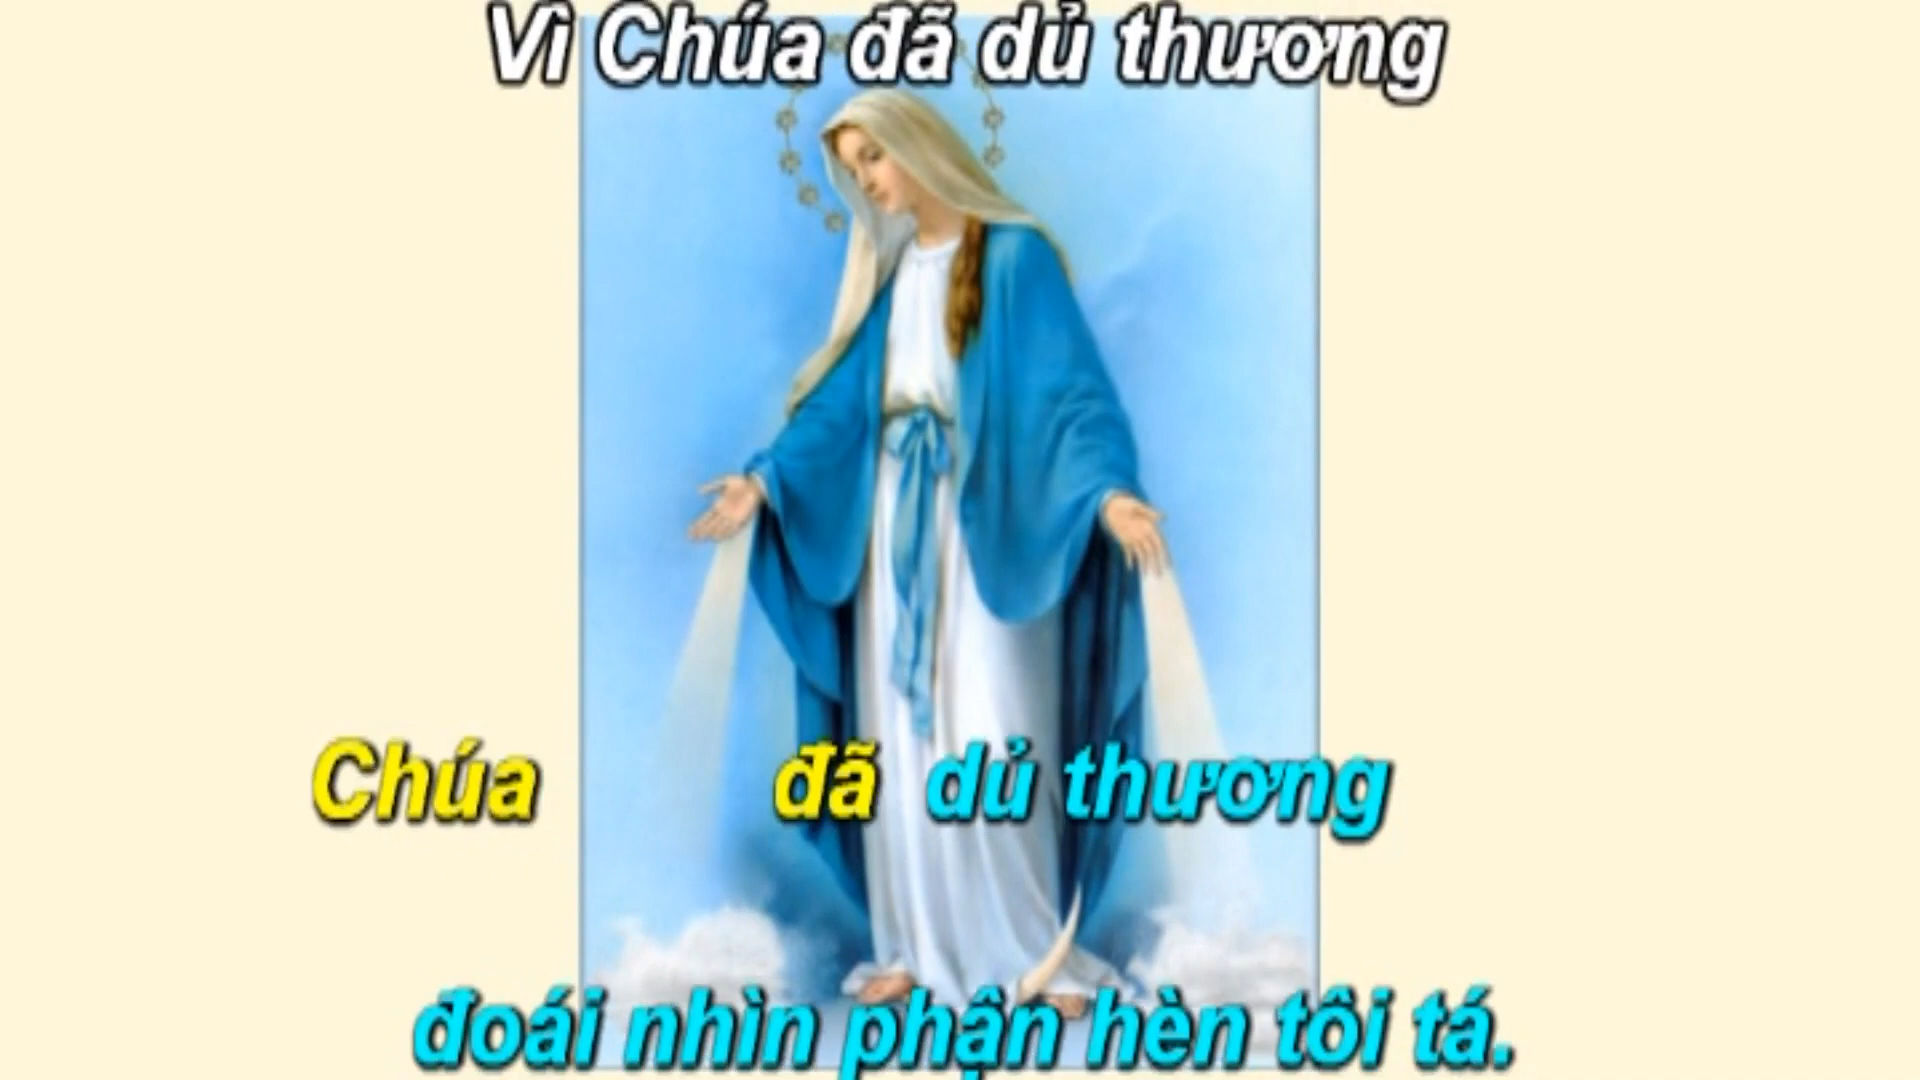 Vì Chúa đã dủ thương
Chúa đã dủ thương
đoái nhìn phận hèn tôi tá.